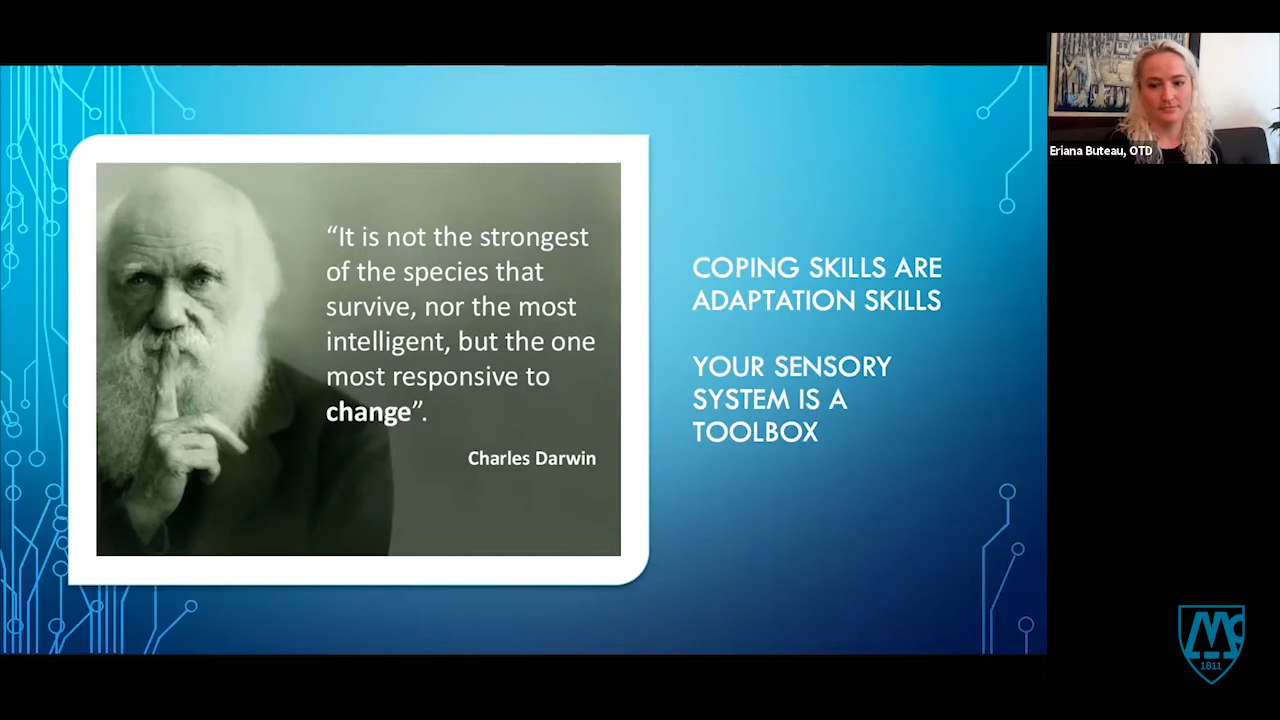 “It is not the strongest
of the species that
survive, nor the most
intelligent, but the one
most responsive to
change”.
Charles Darwin
COPING SKILLS ARE
ADAPTATION SKILLS
YOUR SENSORY
SYSTEM IS A
TOOLBOX
Eriana Buteau, OTD
Mc
1811